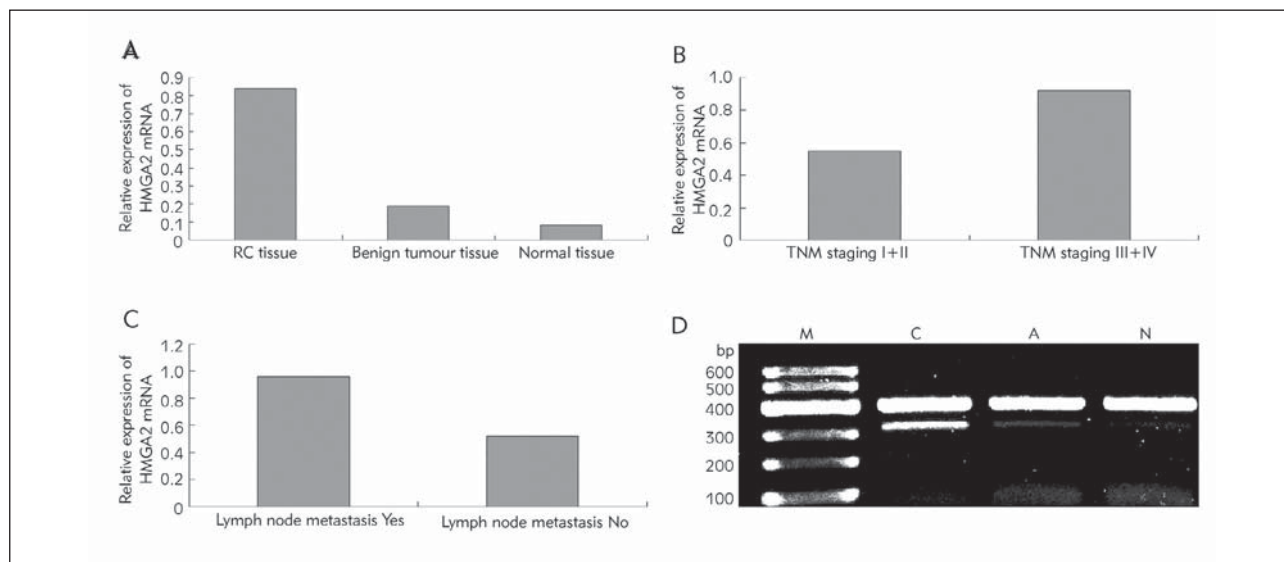 A
Relative expression of
HMGA2 mRNA
0.9
0.8
0.7
0.6
0.5
0.4
0.3
0.2
0.1
0
RC tissue
Benign tumour tissue
Normal tissue
B
Relative expression of
HMGA2 mRNA
1.0
0.8
0.6
0.4
0.2
0
TNM staging I+II
TNM staging III+IV
C
Relative expression of
HMGA2 mRNA
1.2
1.0
0.8
0.6
0.4
0.2
0
Lymph node metastasis Yes
Lymph node metastasis No
D
M C A N
bp
600
500
400
300
200
100